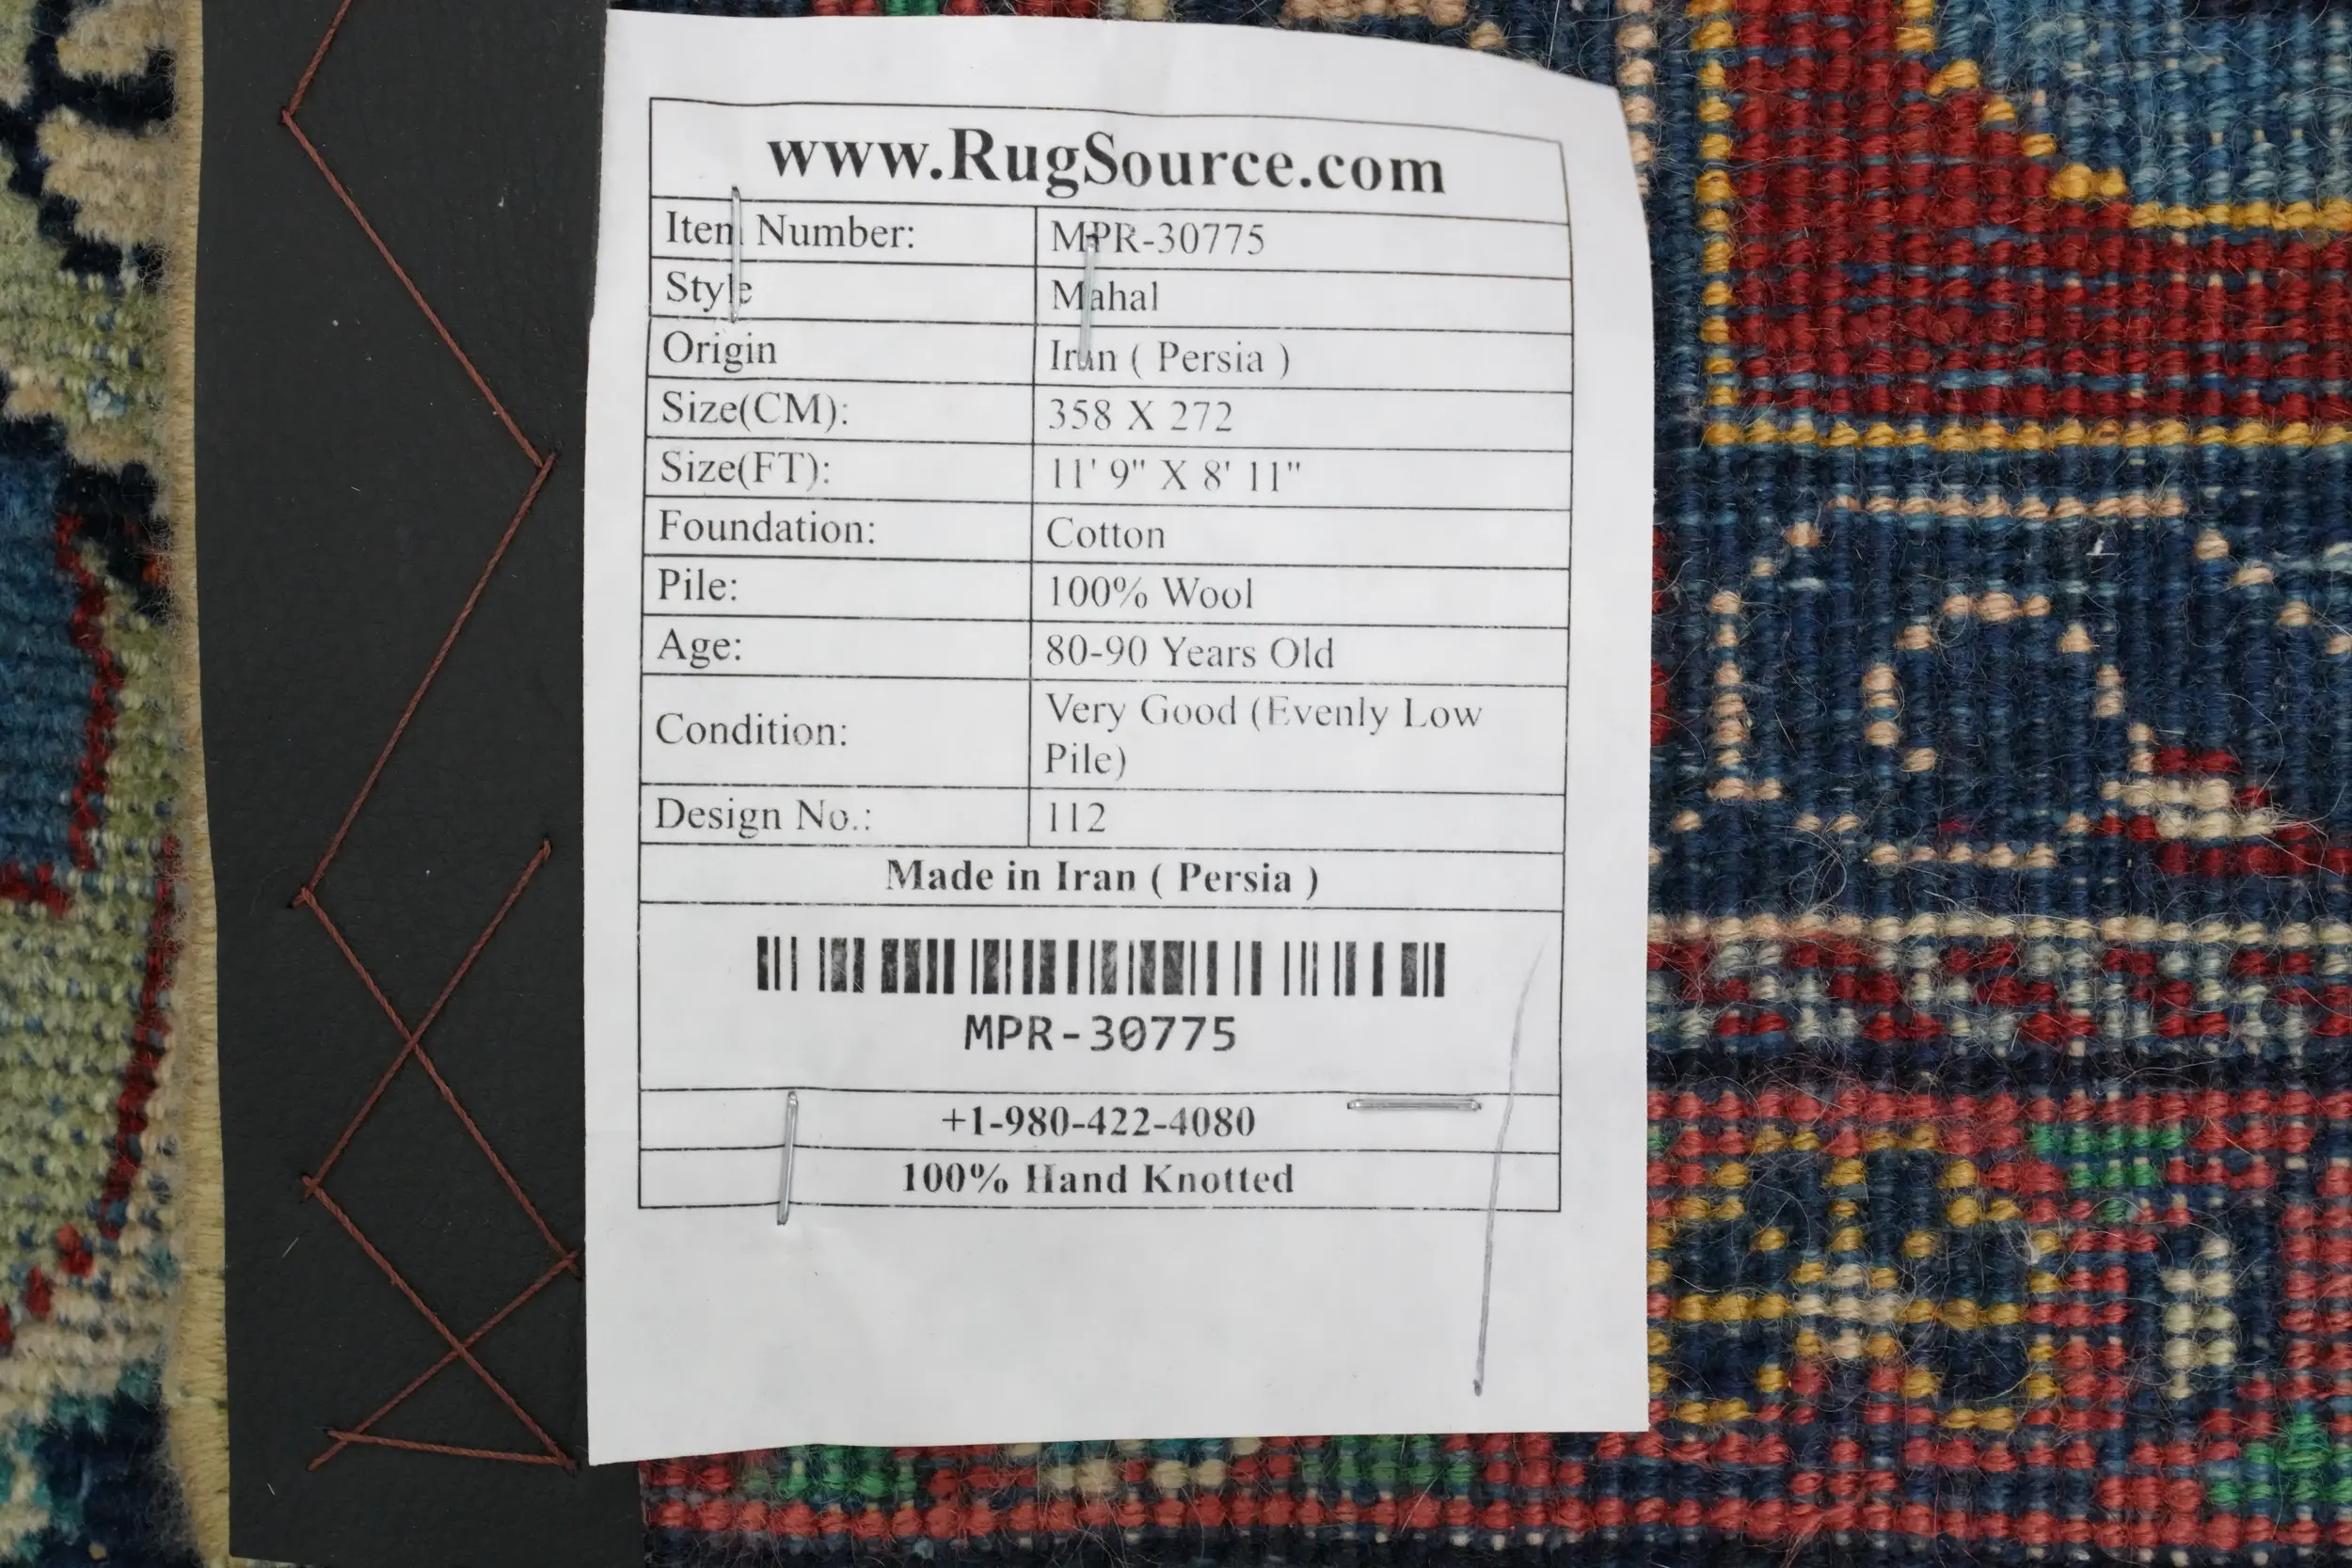 www.RugSource.com
Item Number: MPR-30775
Style Mahal
Origin Iran ( Persia )
Size(CM): 358 X 272
Size(FT): 11' 9" X 8' 11"
Foundation: Cotton
Pile: 100% Wool
Age: 80-90 Years Old
Condition: Very Good (Evenly Low
Pile)
Design No.: 112
Made in Iran ( Persia )
MPR-30775
+1-980-422-4080
100% Hand Knotted